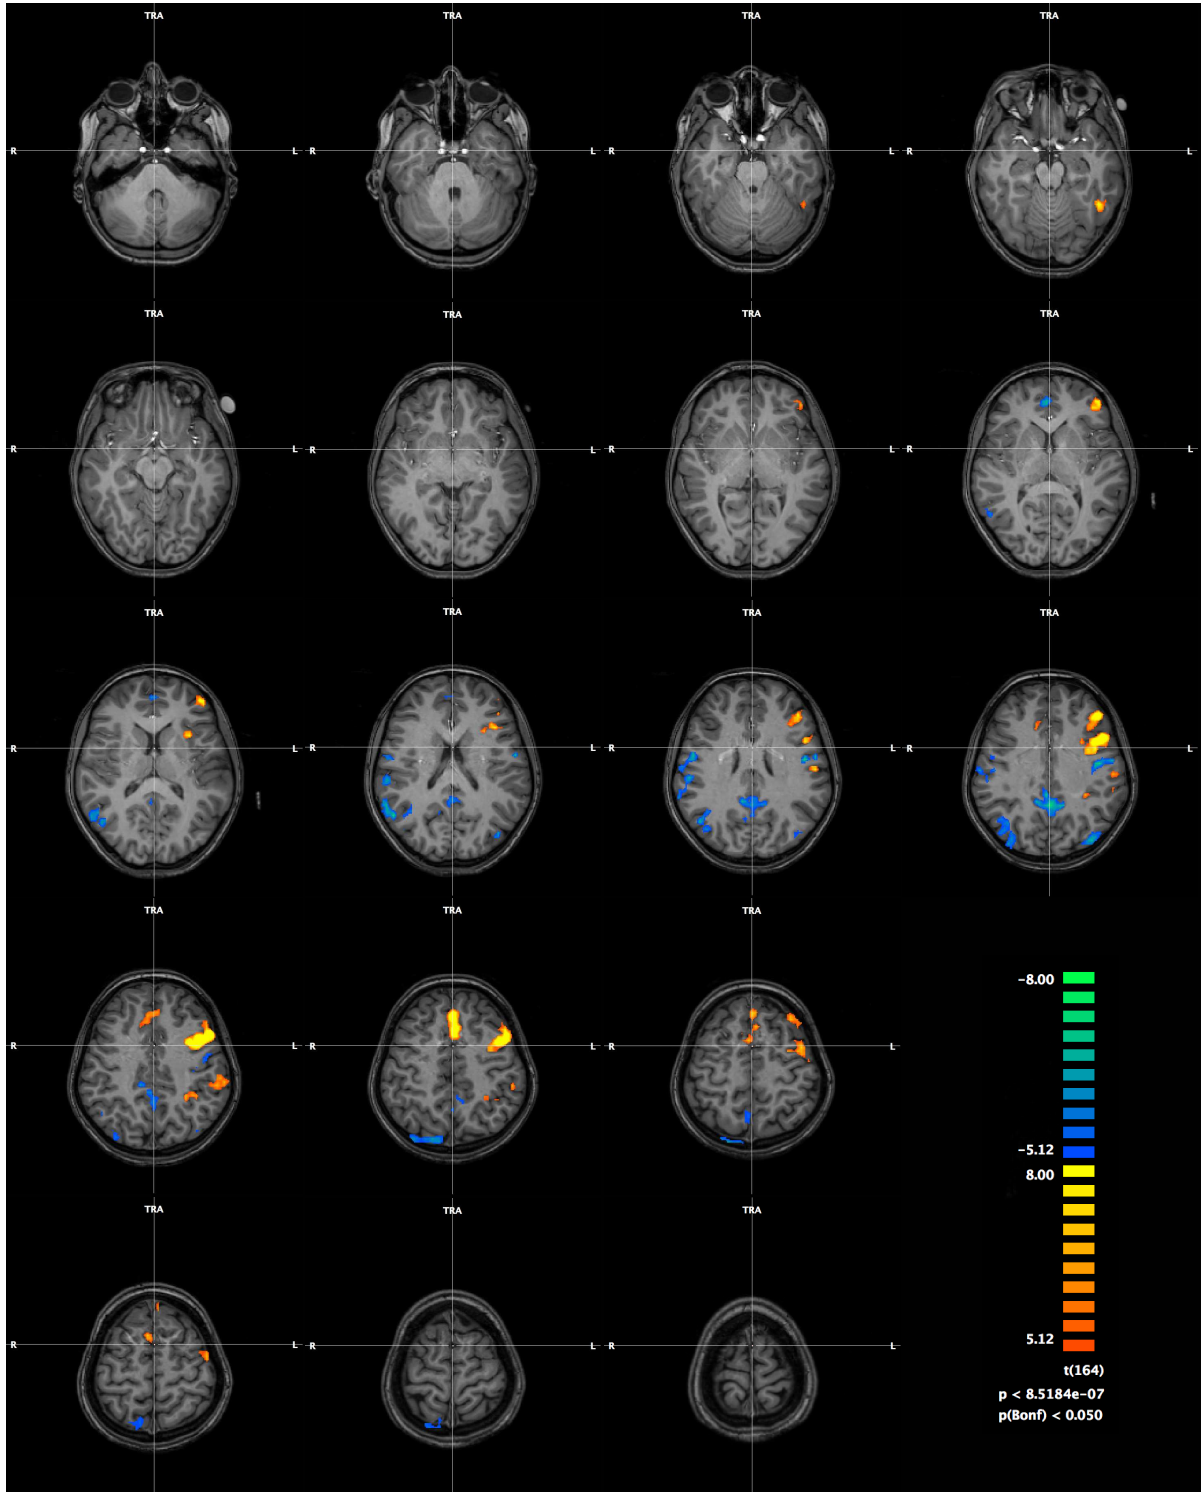 TRA TRA TRA TRA
R L R L R L R L
TRA TRA TRA TRA
R L R L R L R L
TRA TRA TRA TRA
R L R L R L R L
TRA TRA TRA
−8.00
R L R L R L
−5.12
8.00
TRA TRA TRA
5.12
R L R L R L
t(164)
p < 8.5184e−07
p(Bonf) < 0.050